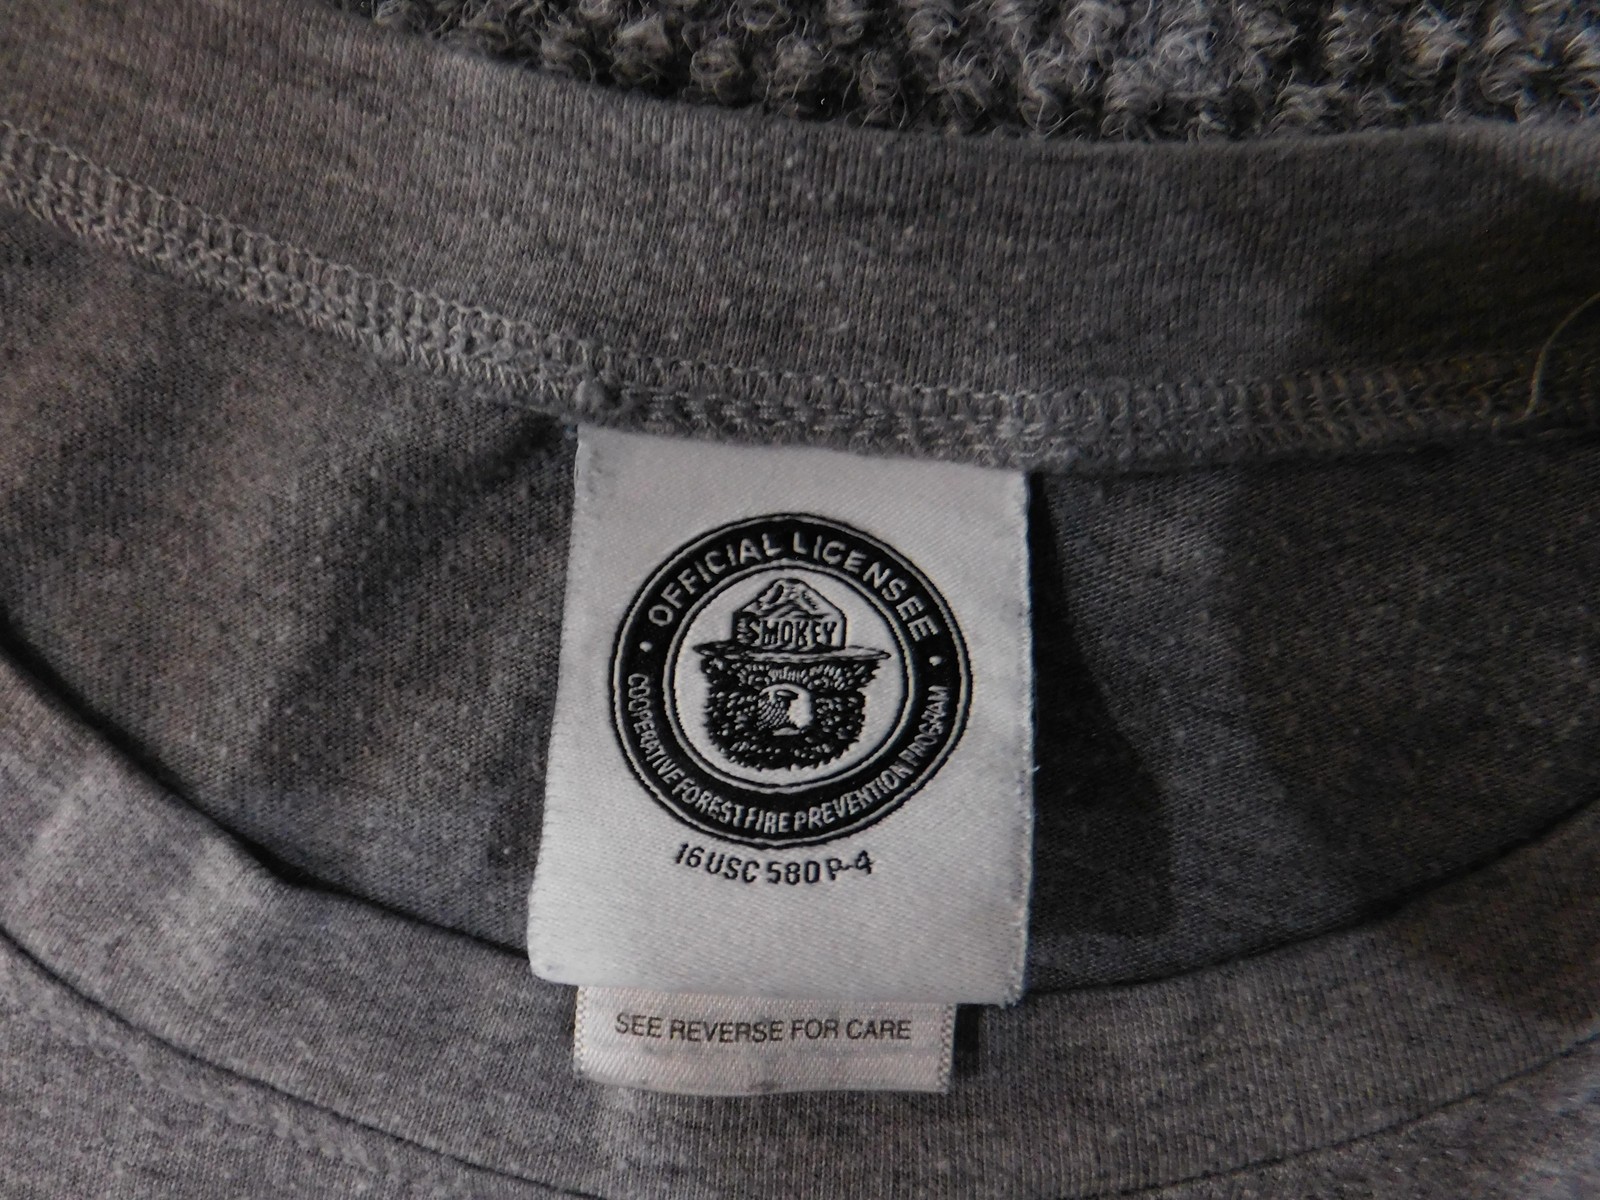 OFFICIAL LICENSEE
SMOKEY
COOPERATIVE FOREST FIRE PREVENTION PROGRAM
16 USC 580 P-4
SEE REVERSE FOR CARE